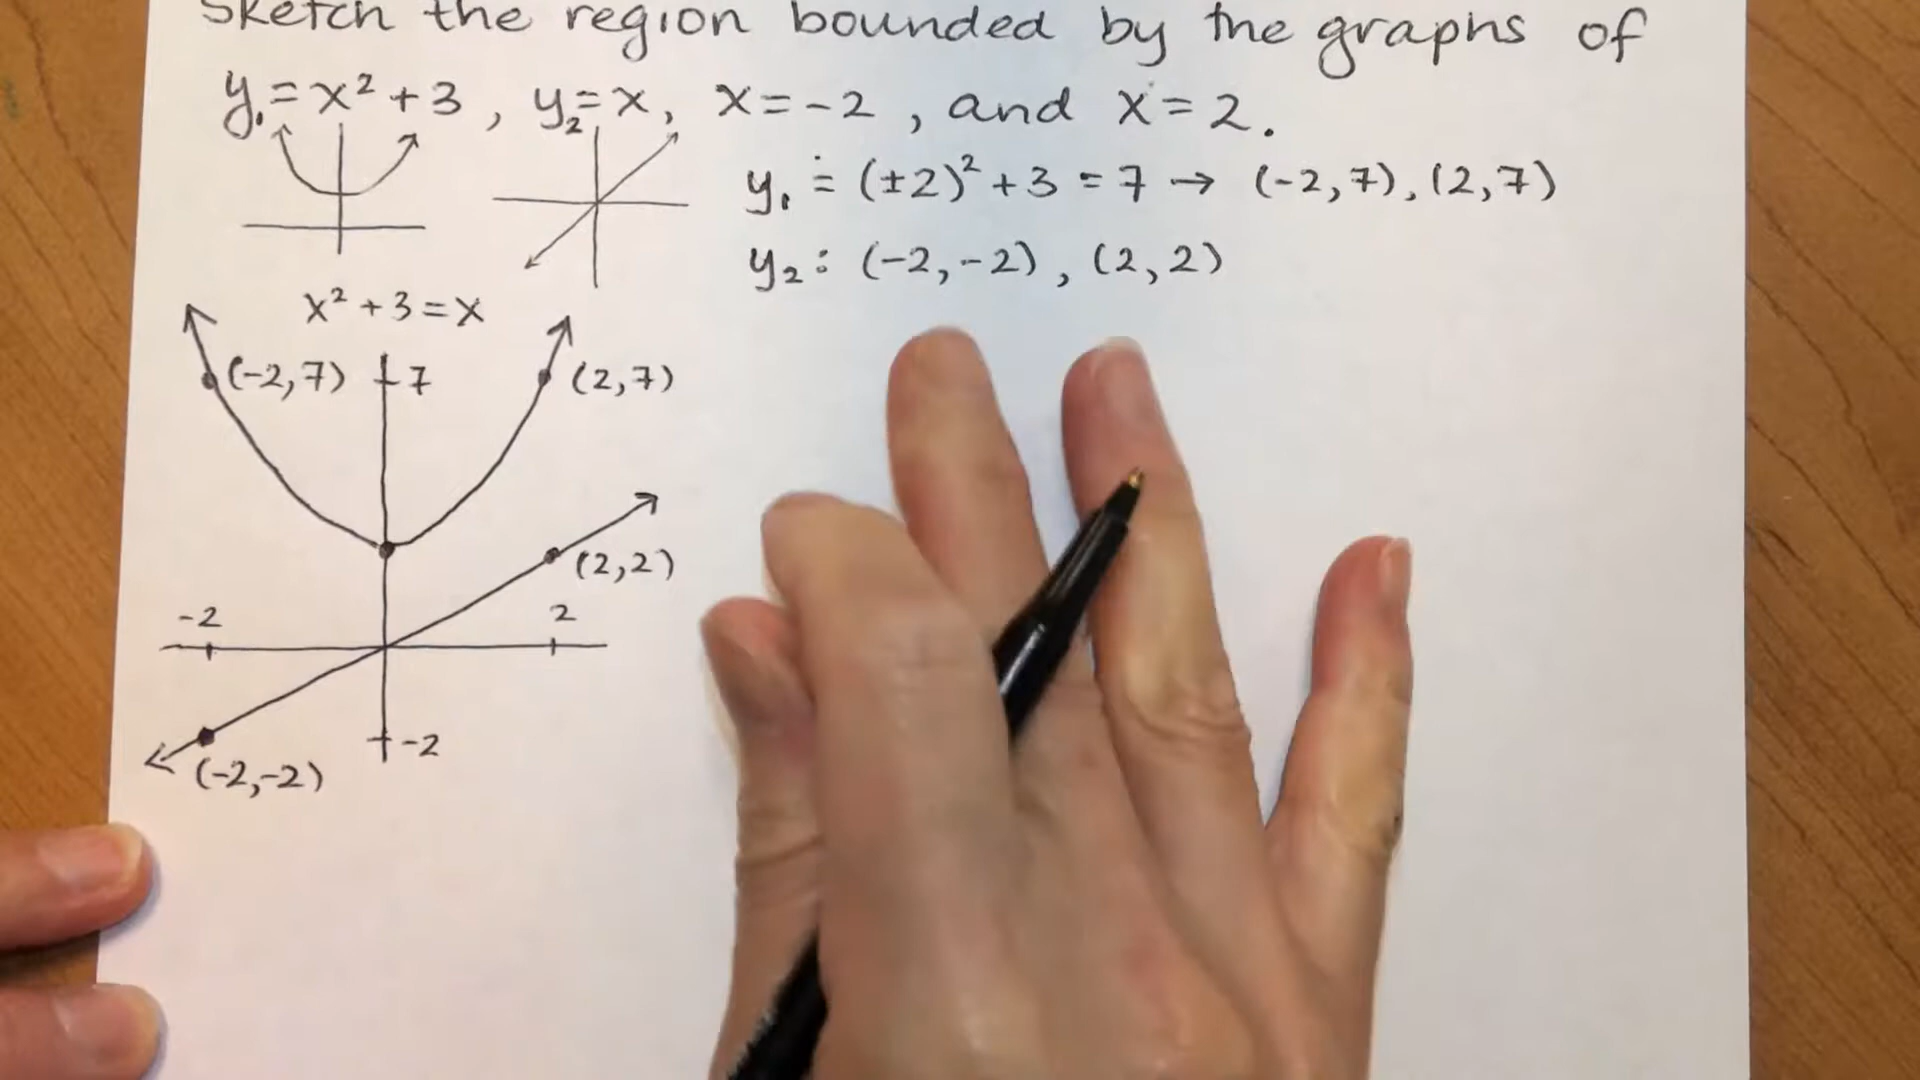 Sketch the region bounded by the graphs of
y₁=x²+3, y₂=x, x=-2, and x=2.
y₁: =(±2)²+3=7→(-2,7),(2,7)
y₂: (-2,-2),(2,2)
x²+3=x
(-2,7) 7 (2,7)
(2,2)
-2 2
-2
(-2,-2)